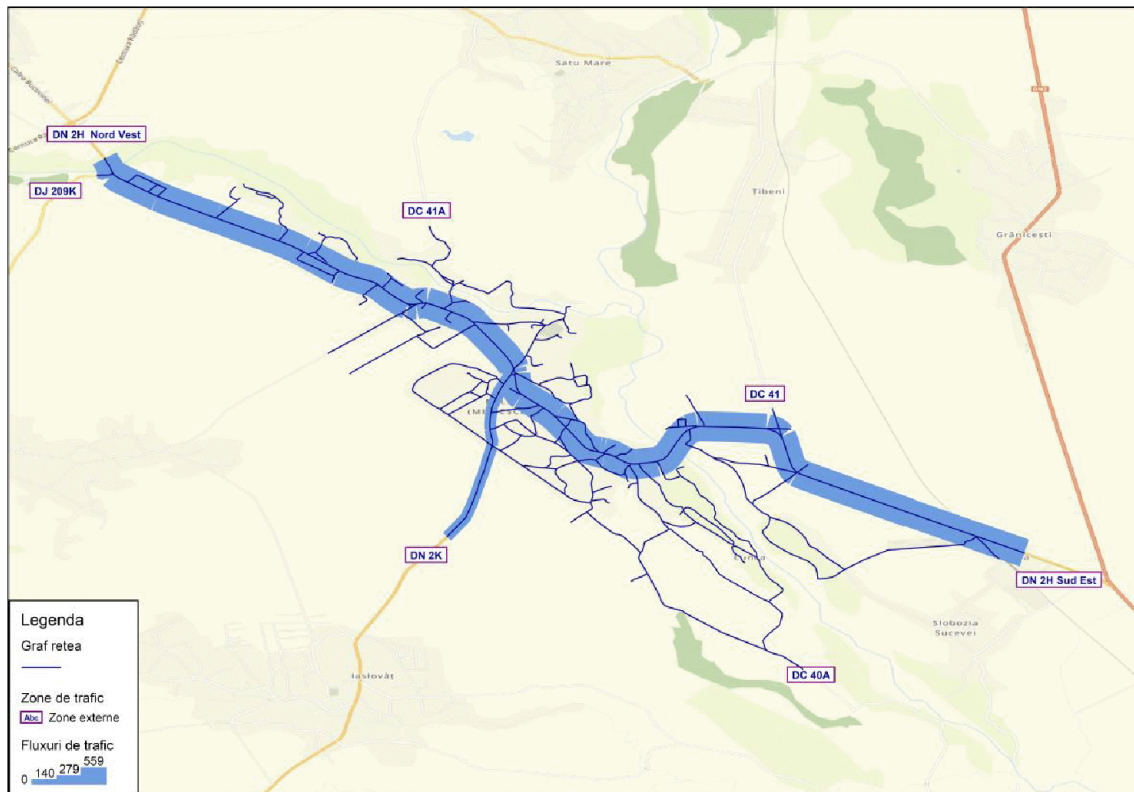 Satu Mare
DN 2H Nord Vest
DJ 209K
DC 41A
Țibeni
Grănicești
DC 41
DN 2K
DN 2H Sud Est
Slobozia
Sucevei
Iaslovăț
DC 40A
Legenda
Graf retea
Zone de trafic
Abc Zone externe
Fluxuri de trafic
0 140 279 559